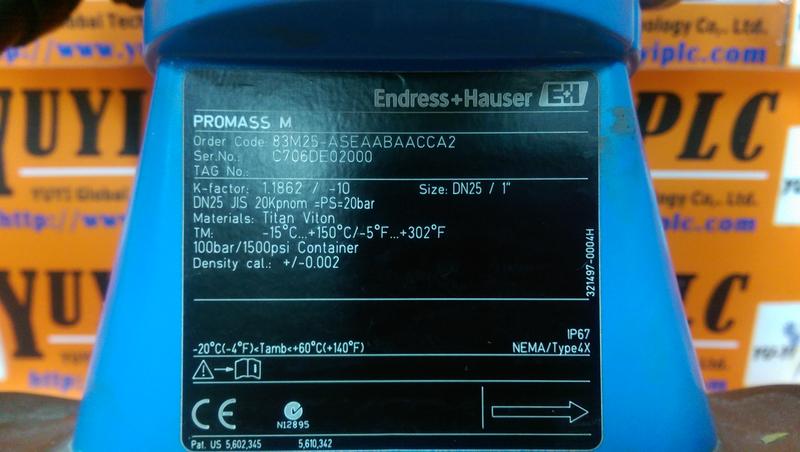 Endress+Hauser E+H
PROMASS M
Order Code: 83M25-ASEAABAACCA2
Ser.No.: C706DE02000
TAG No.:
K-factor: 1.1862 / -10 Size: DN25 / 1"
DN25 JIS 20Kpnom =PS=20bar
Materials: Titan Viton
TM: -15°C...+150°C/-5°F...+302°F
100bar/1500psi Container
Density cal.: +/-0.002
321497-0004H
IP67
-20°C(-4°F)<Tamb<+60°C(+140°F) NEMA/Type4X
CE
N12895
Pat. US 5,602,345 5,610,342
YUYI
PLC
http://
yuyiplc.com